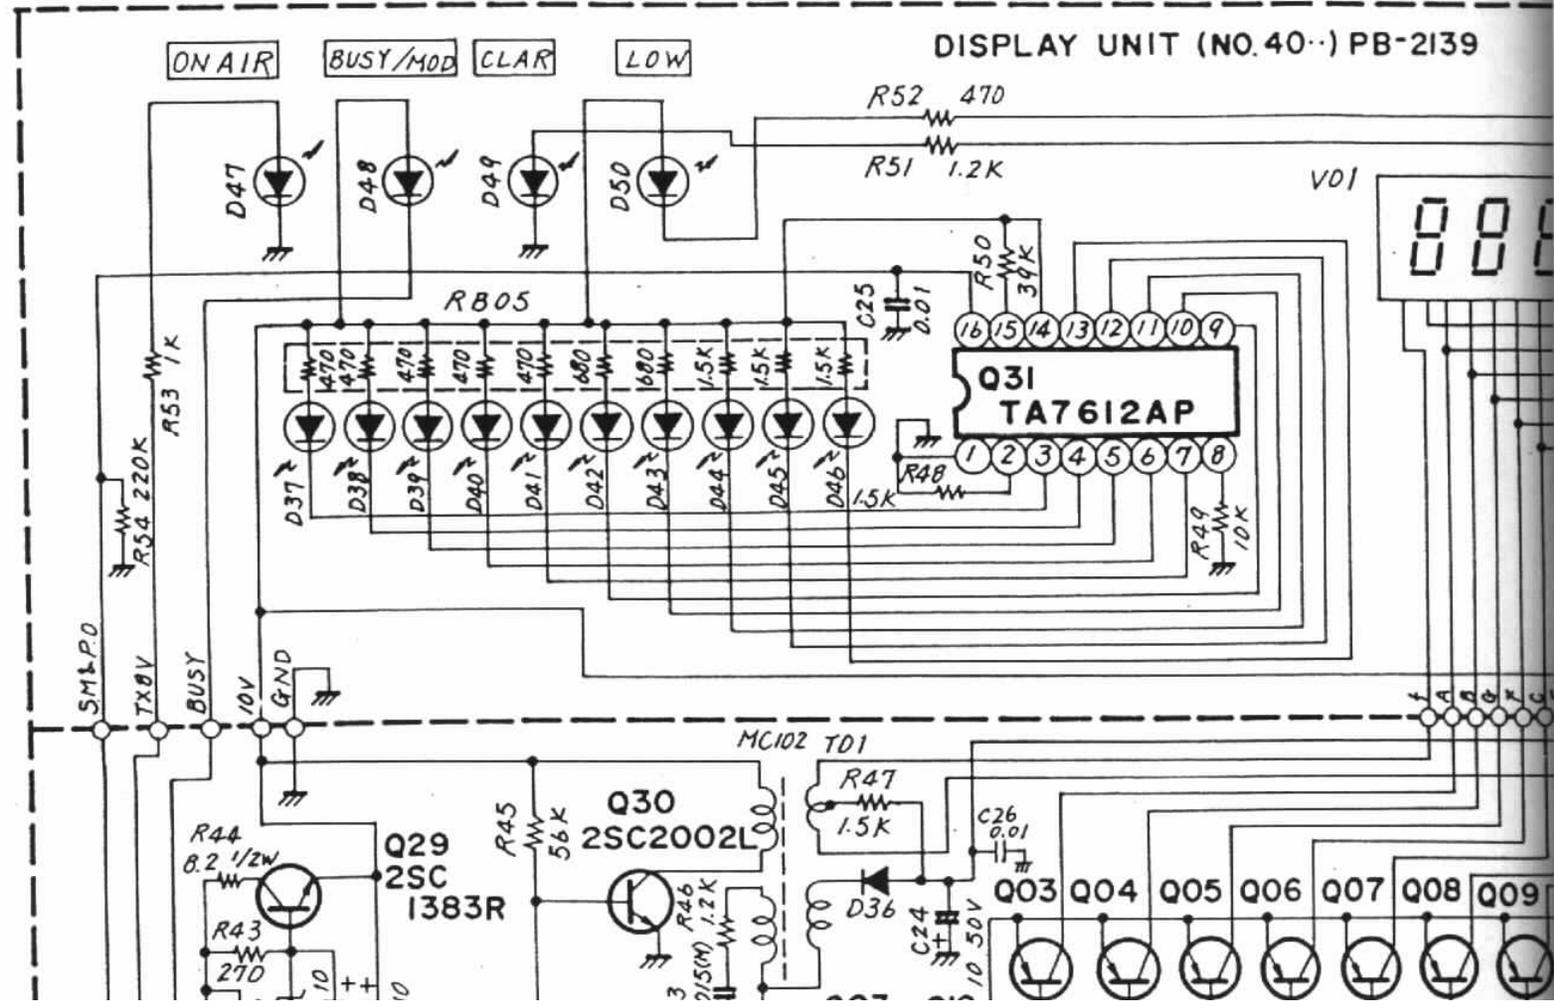 DISPLAY UNIT (NO.40··) PB-2139
ON AIR
BUSY/MOD
CLAR
LOW
R52 470
R51 1.2K
D47
D48
D49
D50
V01
RB05
C25
0.01
R50
39K
R53 1K
470
470
470
470
470
680
680
1.5K
1.5K
1.5K
16 15 14 13 12 11 10 9
Q31
TA7612AP
1 2 3 4 5 6 7 8
R48
1.5K
R49
10K
D37
D38
D39
D40
D41
D42
D43
D44
D45
D46
R54 220K
SM&P.O
TX8V
BUSY
10V
GND
f A B G F C
MC102 T01
R47
1.5K
C26
0.01
R45
56K
Q30
2SC2002L
R44
8.2 1/2W
Q29
2SC
1383R
R46
1.2K
D36
C24
10 50V
R43
270
Q03 Q04 Q05 Q06 Q07 Q08 Q09
10
++